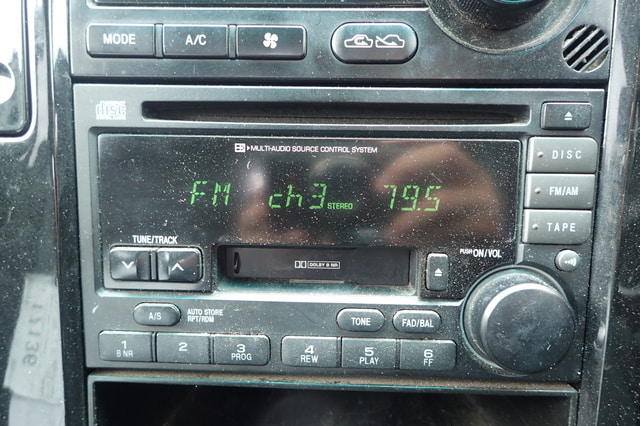 MODE A/C
disc
MULTI-AUDIO SOURCE CONTROL SYSTEM
DISC
FM ch3 STEREO 79.5
FM/AM
TAPE
TUNE/TRACK
DOLBY B NR
PUSH ON/VOL
A/S AUTO STORE
RPT/RDM
TONE FAD/BAL
1 2 3 4 5 6
B NR PROG REW PLAY FF